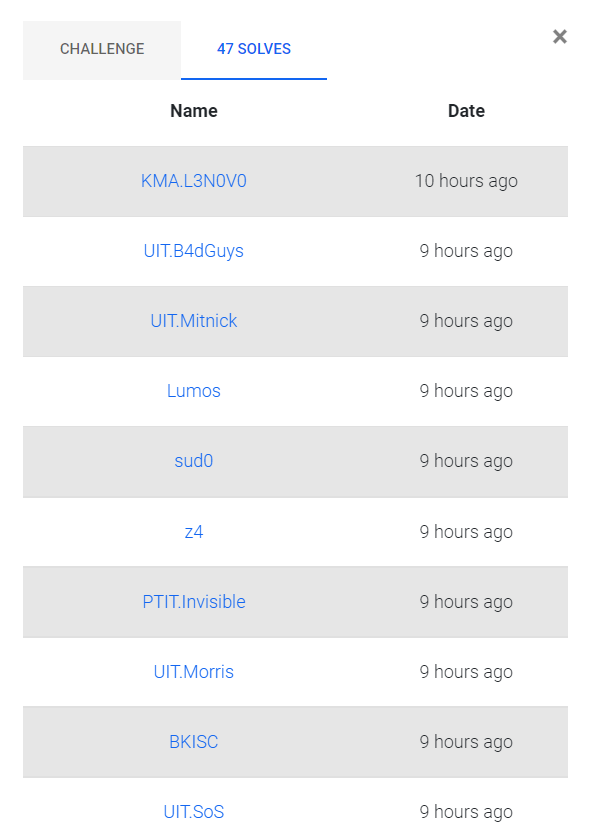 CHALLENGE 47 SOLVES ×
Name Date
KMA.L3N0V0 10 hours ago
UIT.B4dGuys 9 hours ago
UIT.Mitnick 9 hours ago
Lumos 9 hours ago
sud0 9 hours ago
z4 9 hours ago
PTIT.Invisible 9 hours ago
UIT.Morris 9 hours ago
BKISC 9 hours ago
UIT.SoS 9 hours ago